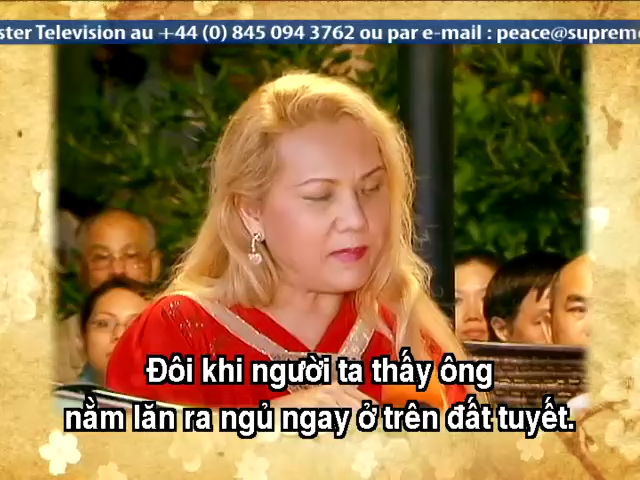 ster Television au +44 (0) 845 094 3762 ou par e-mail : peace@supreme
Đôi khi người ta thấy ông
nằm lăn ra ngủ ngay ở trên đất tuyết.